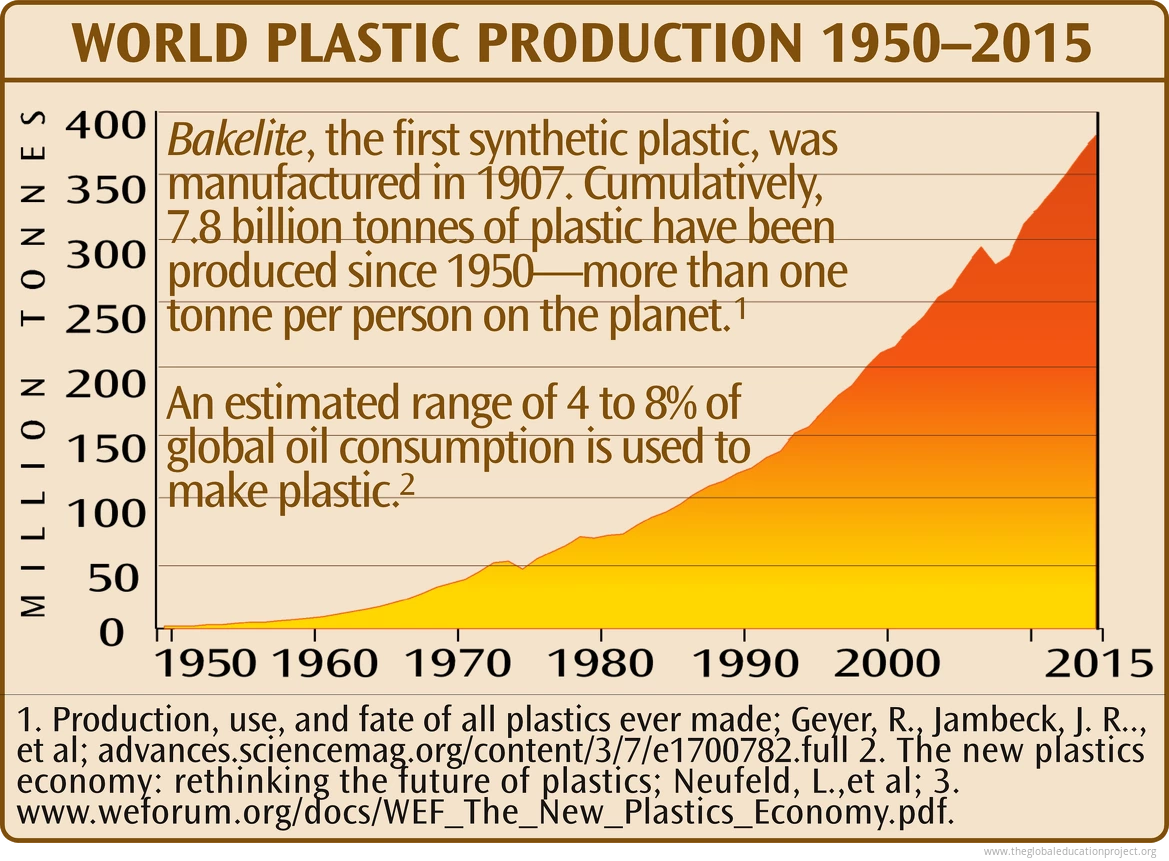 WORLD PLASTIC PRODUCTION 1950–2015
MILLION TONNES
400
350
300
250
200
150
100
50
0
Bakelite, the first synthetic plastic, was
manufactured in 1907. Cumulatively,
7.8 billion tonnes of plastic have been
produced since 1950—more than one
tonne per person on the planet.¹
An estimated range of 4 to 8% of
global oil consumption is used to
make plastic.²
1950 1960 1970 1980 1990 2000 2015
1. Production, use, and fate of all plastics ever made; Geyer, R., Jambeck, J. R..,
et al; advances.sciencemag.org/content/3/7/e1700782.full 2. The new plastics
economy: rethinking the future of plastics; Neufeld, L.,et al; 3.
www.weforum.org/docs/WEF_The_New_Plastics_Economy.pdf.
www.theglobaleducationproject.org